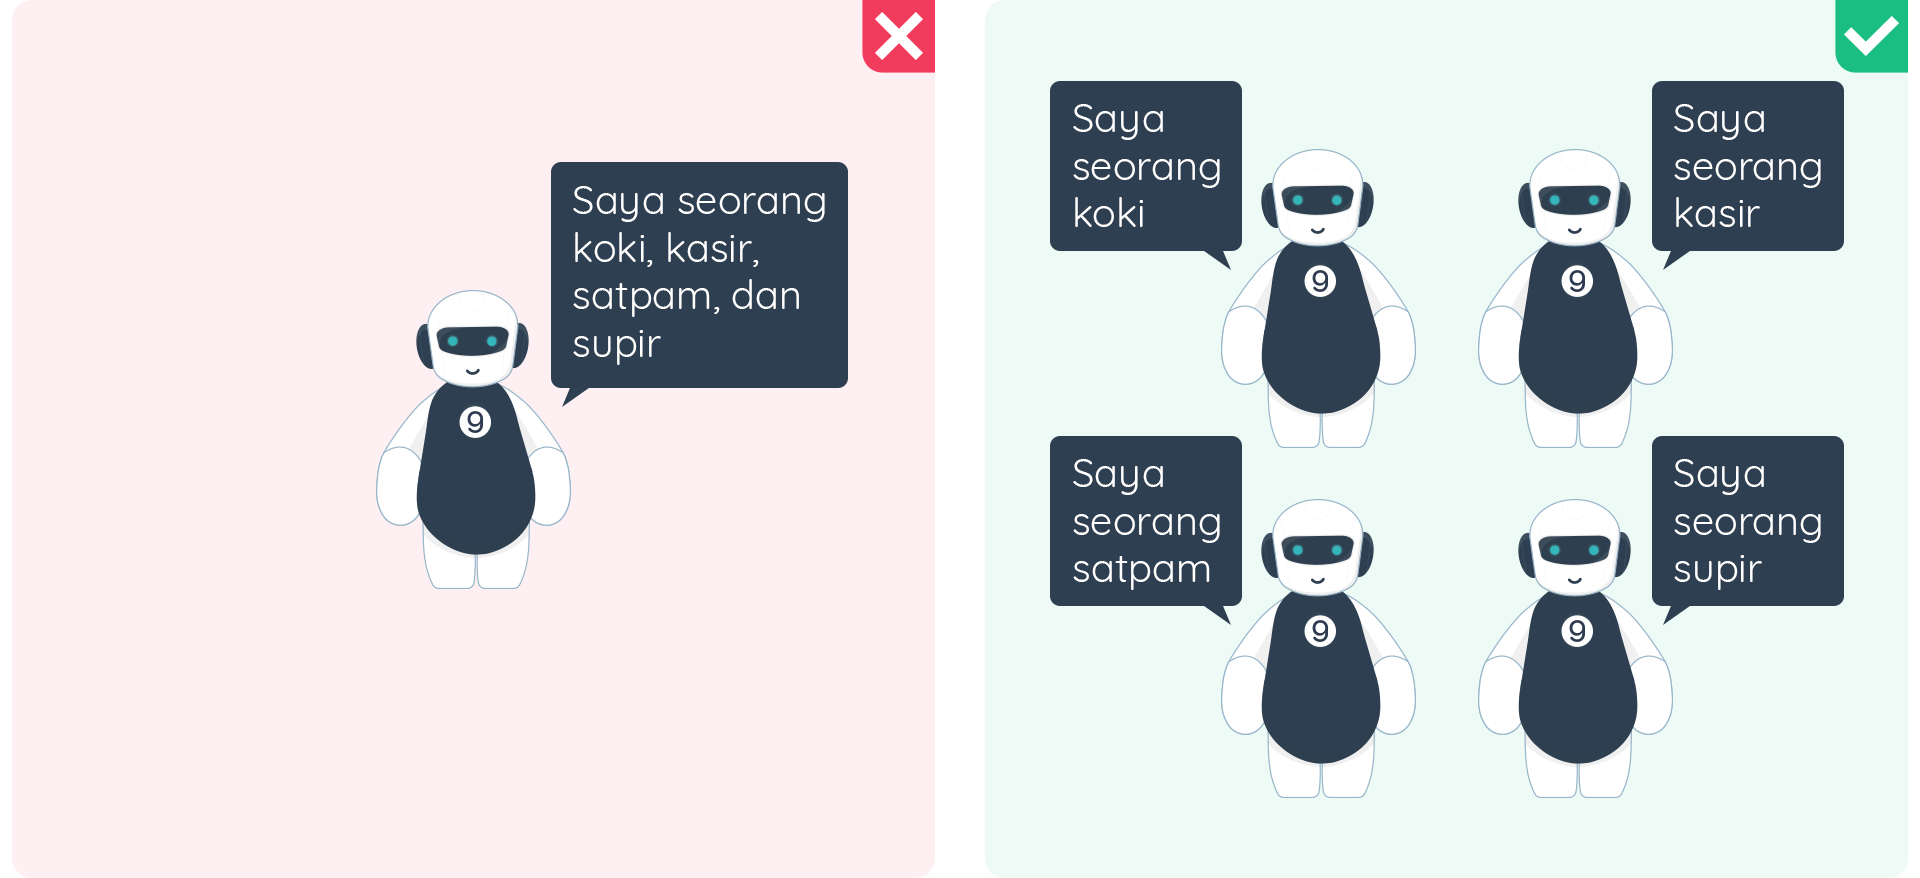 Saya seorang
koki, kasir,
satpam, dan
supir
9
Saya
seorang
koki
9
Saya
seorang
kasir
9
Saya
seorang
satpam
9
Saya
seorang
supir
9